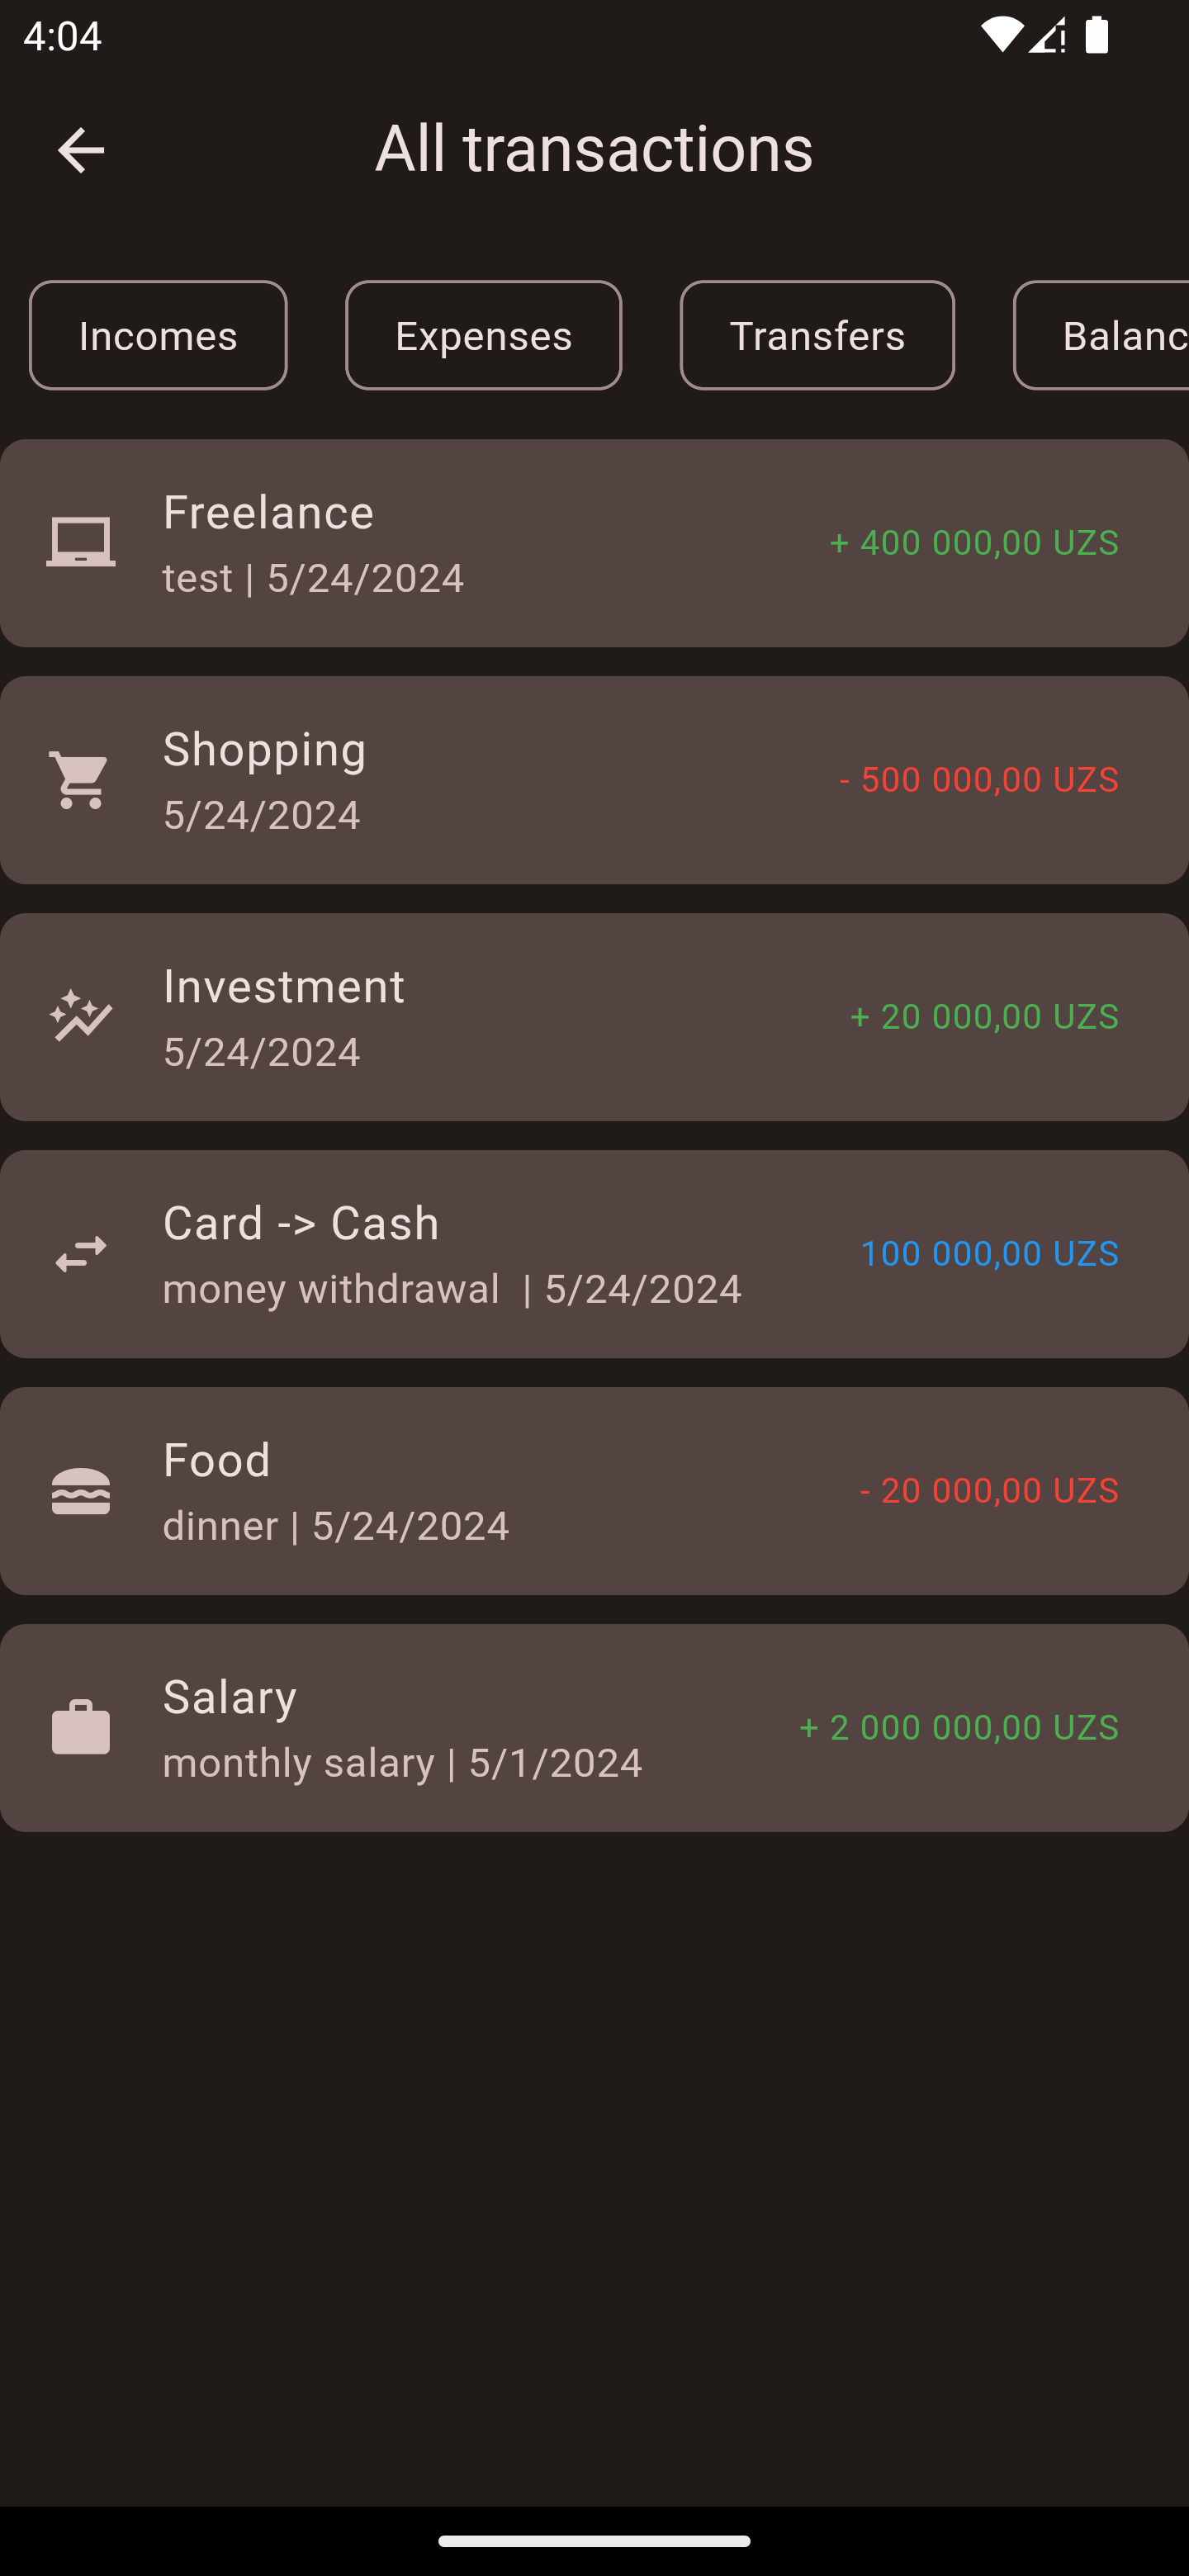 4:04
All transactions
Incomes Expenses Transfers Balanc
Freelance
test | 5/24/2024
+ 400 000,00 UZS
Shopping
5/24/2024
- 500 000,00 UZS
Investment
5/24/2024
+ 20 000,00 UZS
Card -> Cash
money withdrawal  | 5/24/2024
100 000,00 UZS
Food
dinner | 5/24/2024
- 20 000,00 UZS
Salary
monthly salary | 5/1/2024
+ 2 000 000,00 UZS